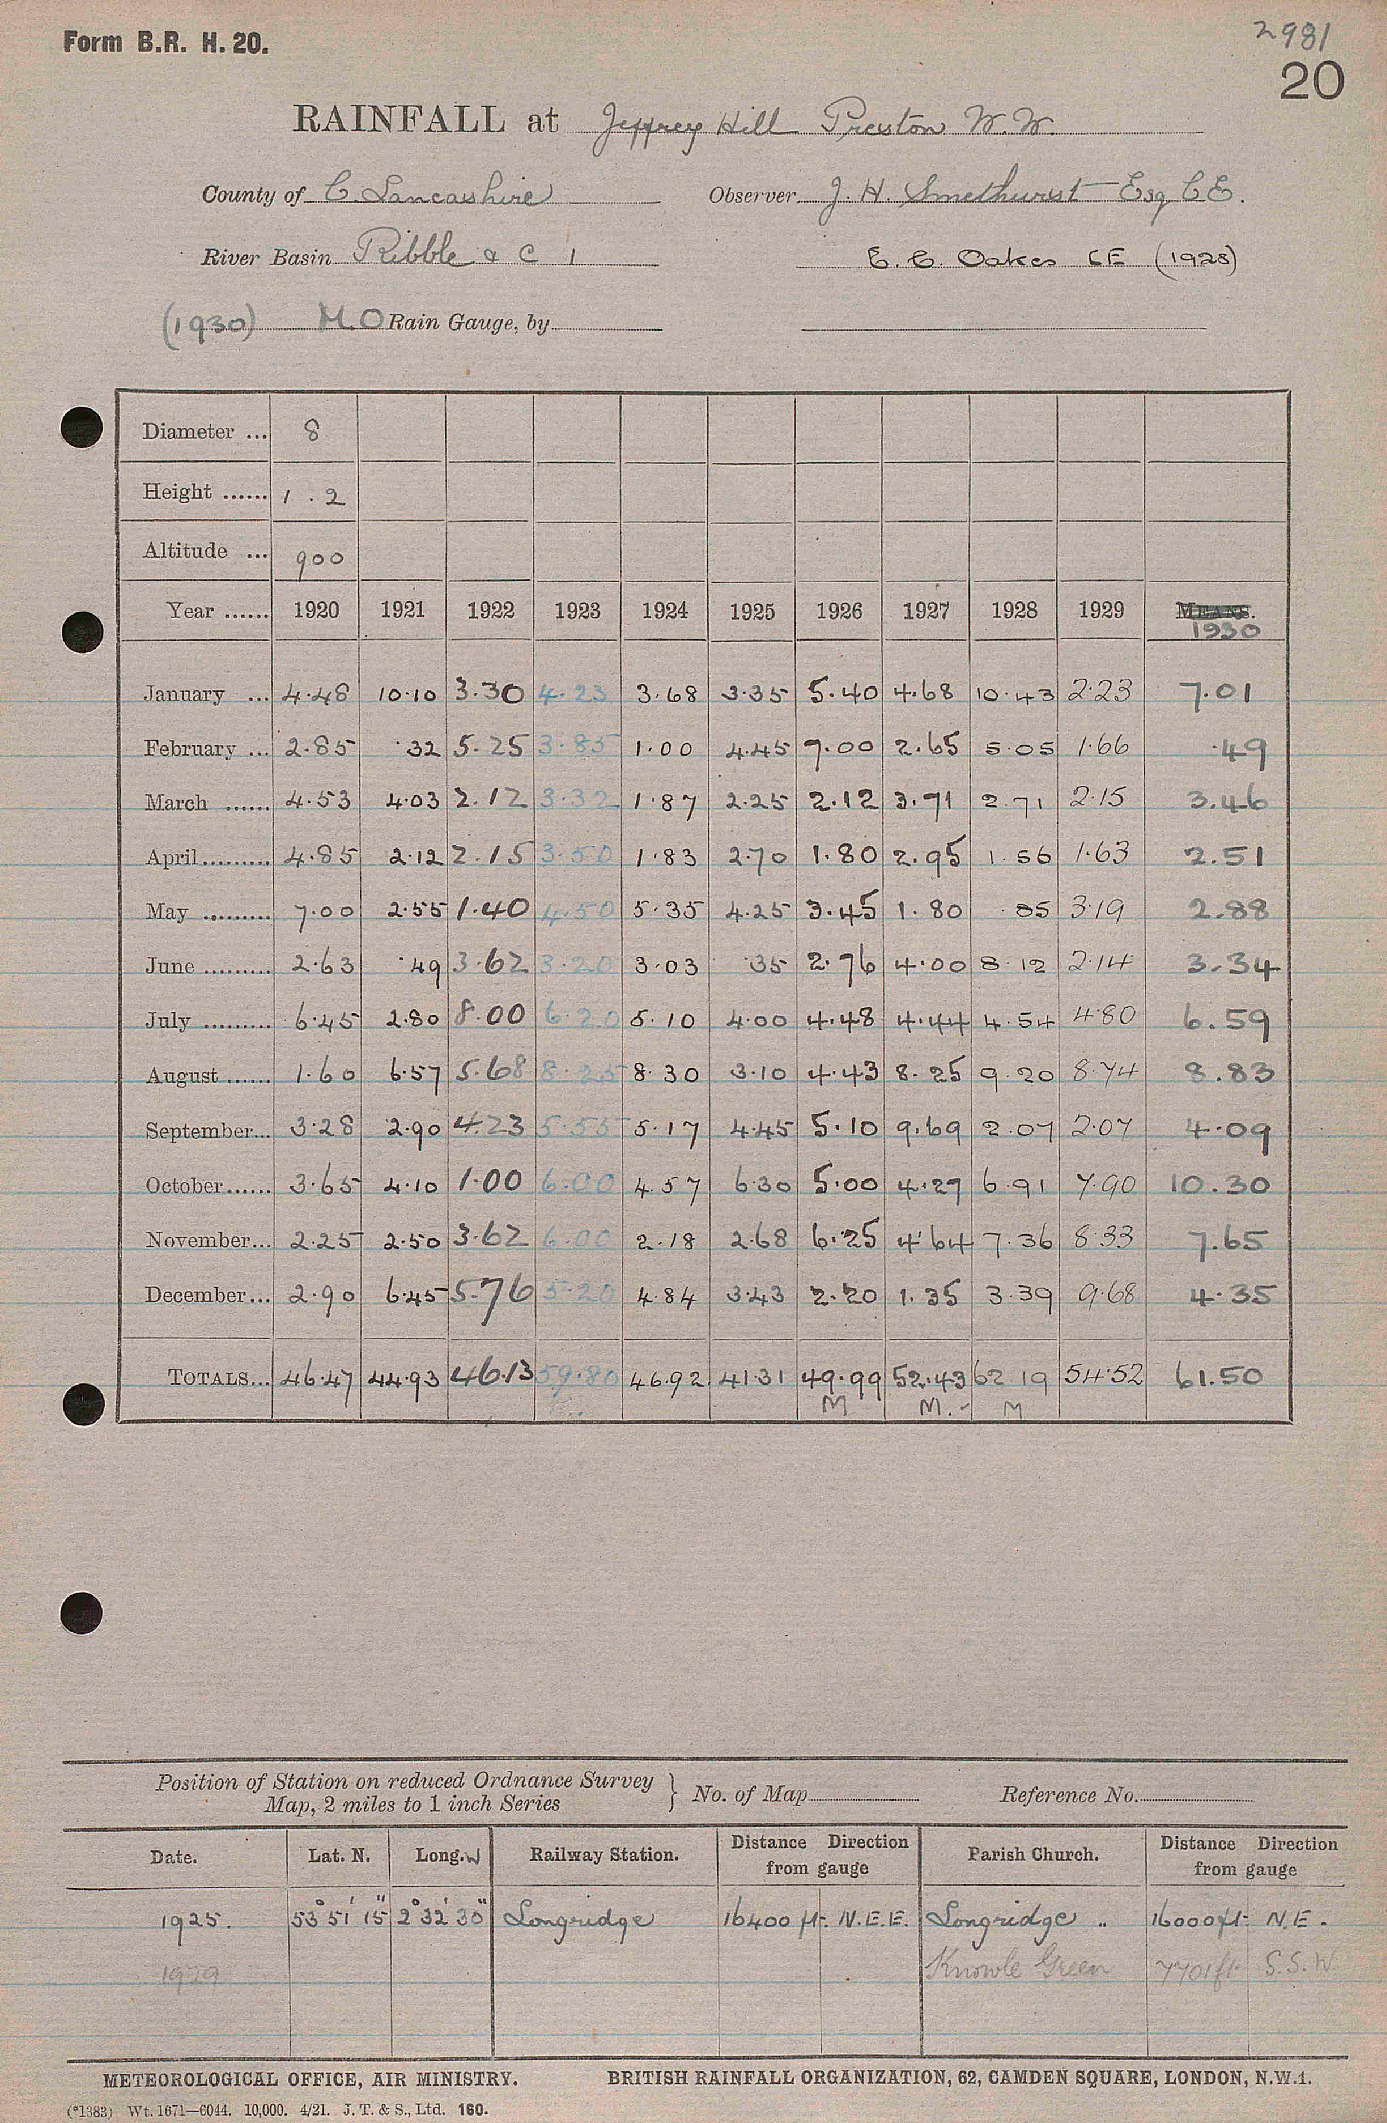 Form B.R. H. 20.
2981
20
RAINFALL at Jeffrey Hill Preston W.W.
County of C. Lancashire Observer J. H. Smethurst Esq CE.
River Basin Ribble & C 1 E. C. Oakes CE (1928)
(1930) M.O Rain Gauge, by
Diameter ... 8
Height ...... 1.2
Altitude ... 900
Year ...... 1920 1921 1922 1923 1924 1925 1926 1927 1928 1929 MEANS.
1930
January ... 4.48 10.10 3.30 4.23 3.68 3.35 5.40 4.68 10.43 2.23 7.01
February ... 2.85 .32 5.25 3.85 1.00 4.45 7.00 2.65 5.05 1.66 .49
March ...... 4.53 4.03 2.12 3.32 1.87 2.25 2.12 3.71 2.71 2.15 3.46
April ......... 4.85 2.12 2.15 3.50 1.83 2.70 1.80 2.95 1.56 1.63 2.51
May ......... 7.00 2.55 1.40 4.50 5.35 4.25 3.45 1.80 .85 3.19 2.88
June ......... 2.63 .49 3.62 3.20 3.03 .35 2.76 4.00 8.12 2.14 3.34
July ......... 6.45 2.80 8.00 6.20 5.10 4.00 4.48 4.44 4.54 4.80 6.59
August ...... 1.60 6.57 5.68 8.25 8.30 3.10 4.43 8.25 9.20 8.74 8.83
September... 3.28 2.90 4.23 5.55 5.17 4.45 5.10 9.69 2.07 2.07 4.09
October...... 3.65 4.10 1.00 6.00 4.57 6.30 5.00 4.27 6.91 7.90 10.30
November... 2.25 2.50 3.62 6.00 2.18 2.68 6.25 4.64 7.36 8.33 7.65
December... 2.90 6.45 5.76 5.20 4.84 3.43 2.20 1.35 3.39 9.68 4.35
TOTALS... 46.47 44.93 46.13 59.80 46.92 41.31 49.99 52.43 62 19 54.52 61.50
M M.- M
Position of Station on reduced Ordnance Survey
Map, 2 miles to 1 inch Series } No. of Map Reference No.
Date. Lat. N. Long. W Railway Station. Distance Direction
from gauge Parish Church. Distance Direction
from gauge
1925. 53° 51' 15" 2° 32' 30" Longridge 16400 ft. N.E.E. Longridge .. 16000 ft N.E.
1929 Knowle Green 7701 ft. S.S.W.
METEOROLOGICAL OFFICE, AIR MINISTRY. BRITISH RAINFALL ORGANIZATION, 62, CAMDEN SQUARE, LONDON, N.W.1.
(*1383) Wt. 1671—6044. 10,000. 4/21. J. T. & S., Ltd. 160.